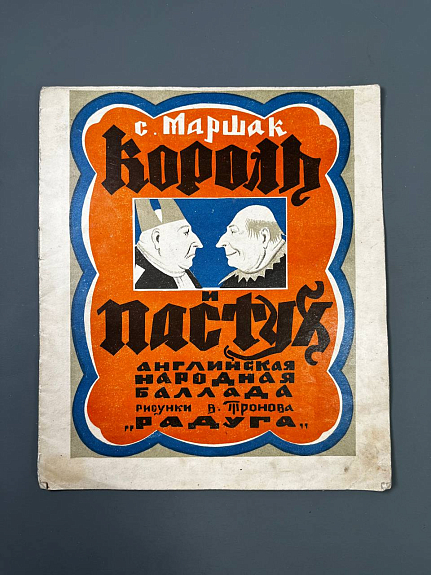 С. Маршак
Король
и
пастух
английская
народная
баллада
рисунки В. Тронова
"РАДУГА"